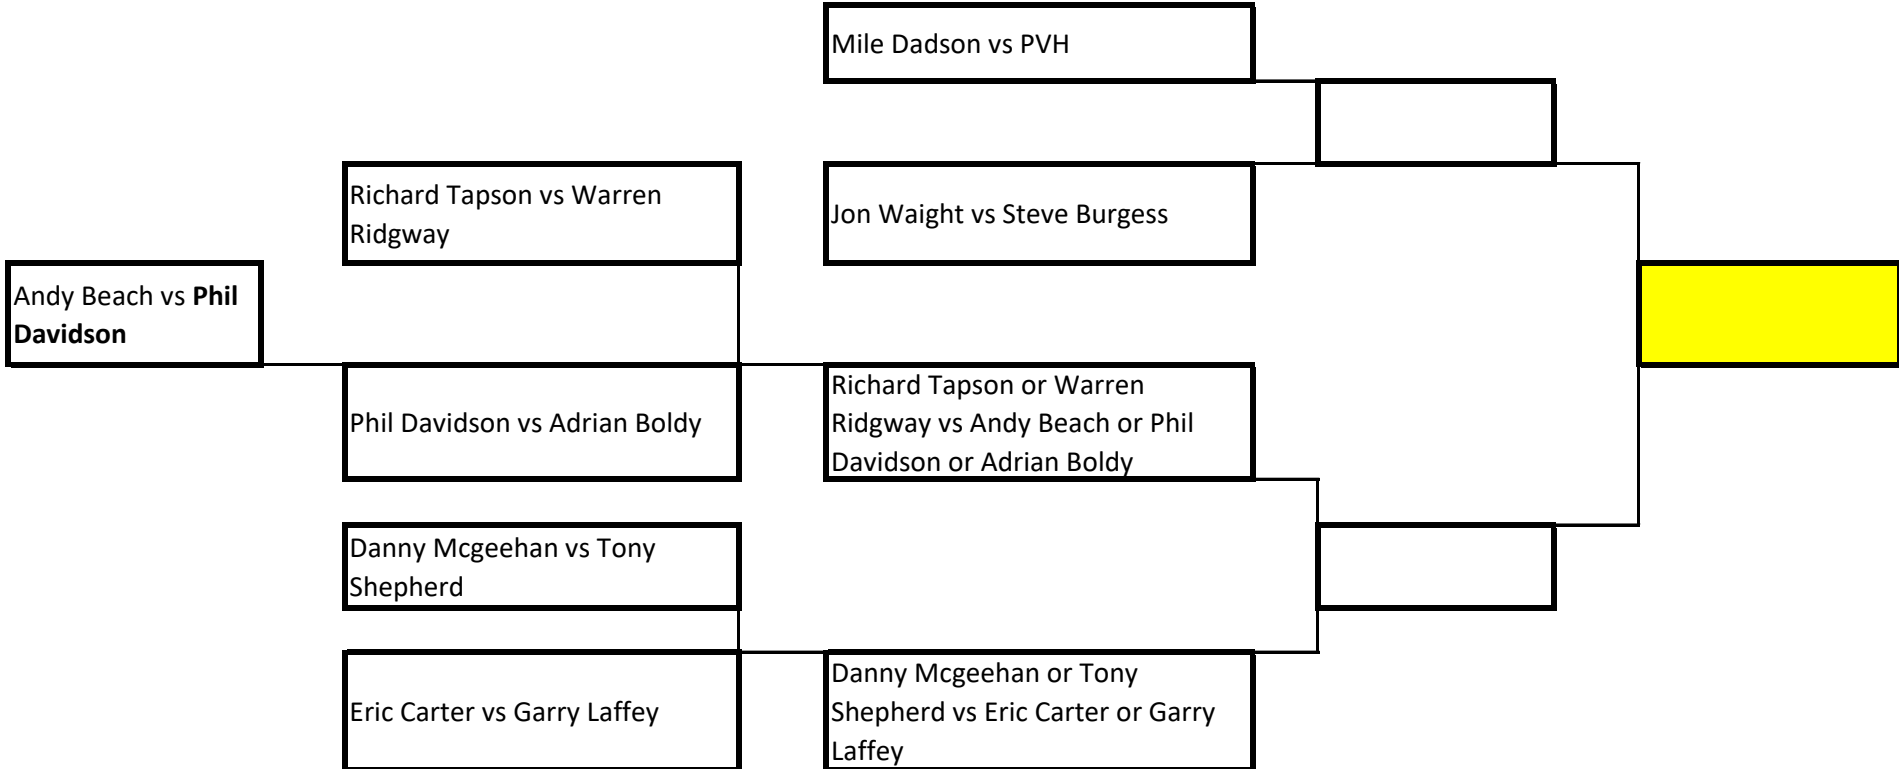 Mile Dadson vs PVH
Richard Tapson vs Warren
Ridgway
Jon Waight vs Steve Burgess
Andy Beach vs Phil
Davidson
Phil Davidson vs Adrian Boldy
Richard Tapson or Warren
Ridgway vs Andy Beach or Phil
Davidson or Adrian Boldy
Danny Mcgeehan vs Tony
Shepherd
Eric Carter vs Garry Laffey
Danny Mcgeehan or Tony
Shepherd vs Eric Carter or Garry
Laffey